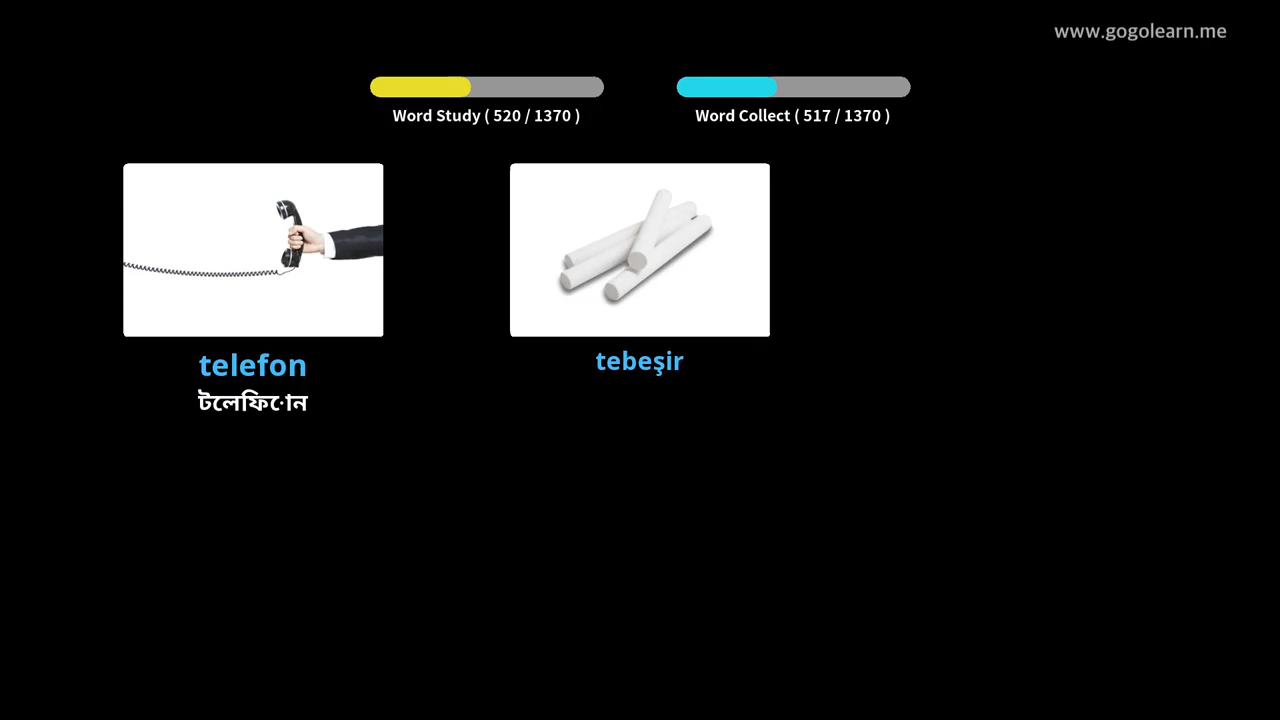 www.gogolearn.me
Word Study ( 520 / 1370 )
Word Collect ( 517 / 1370 )
telefon
টেলিফোন
tebeşir